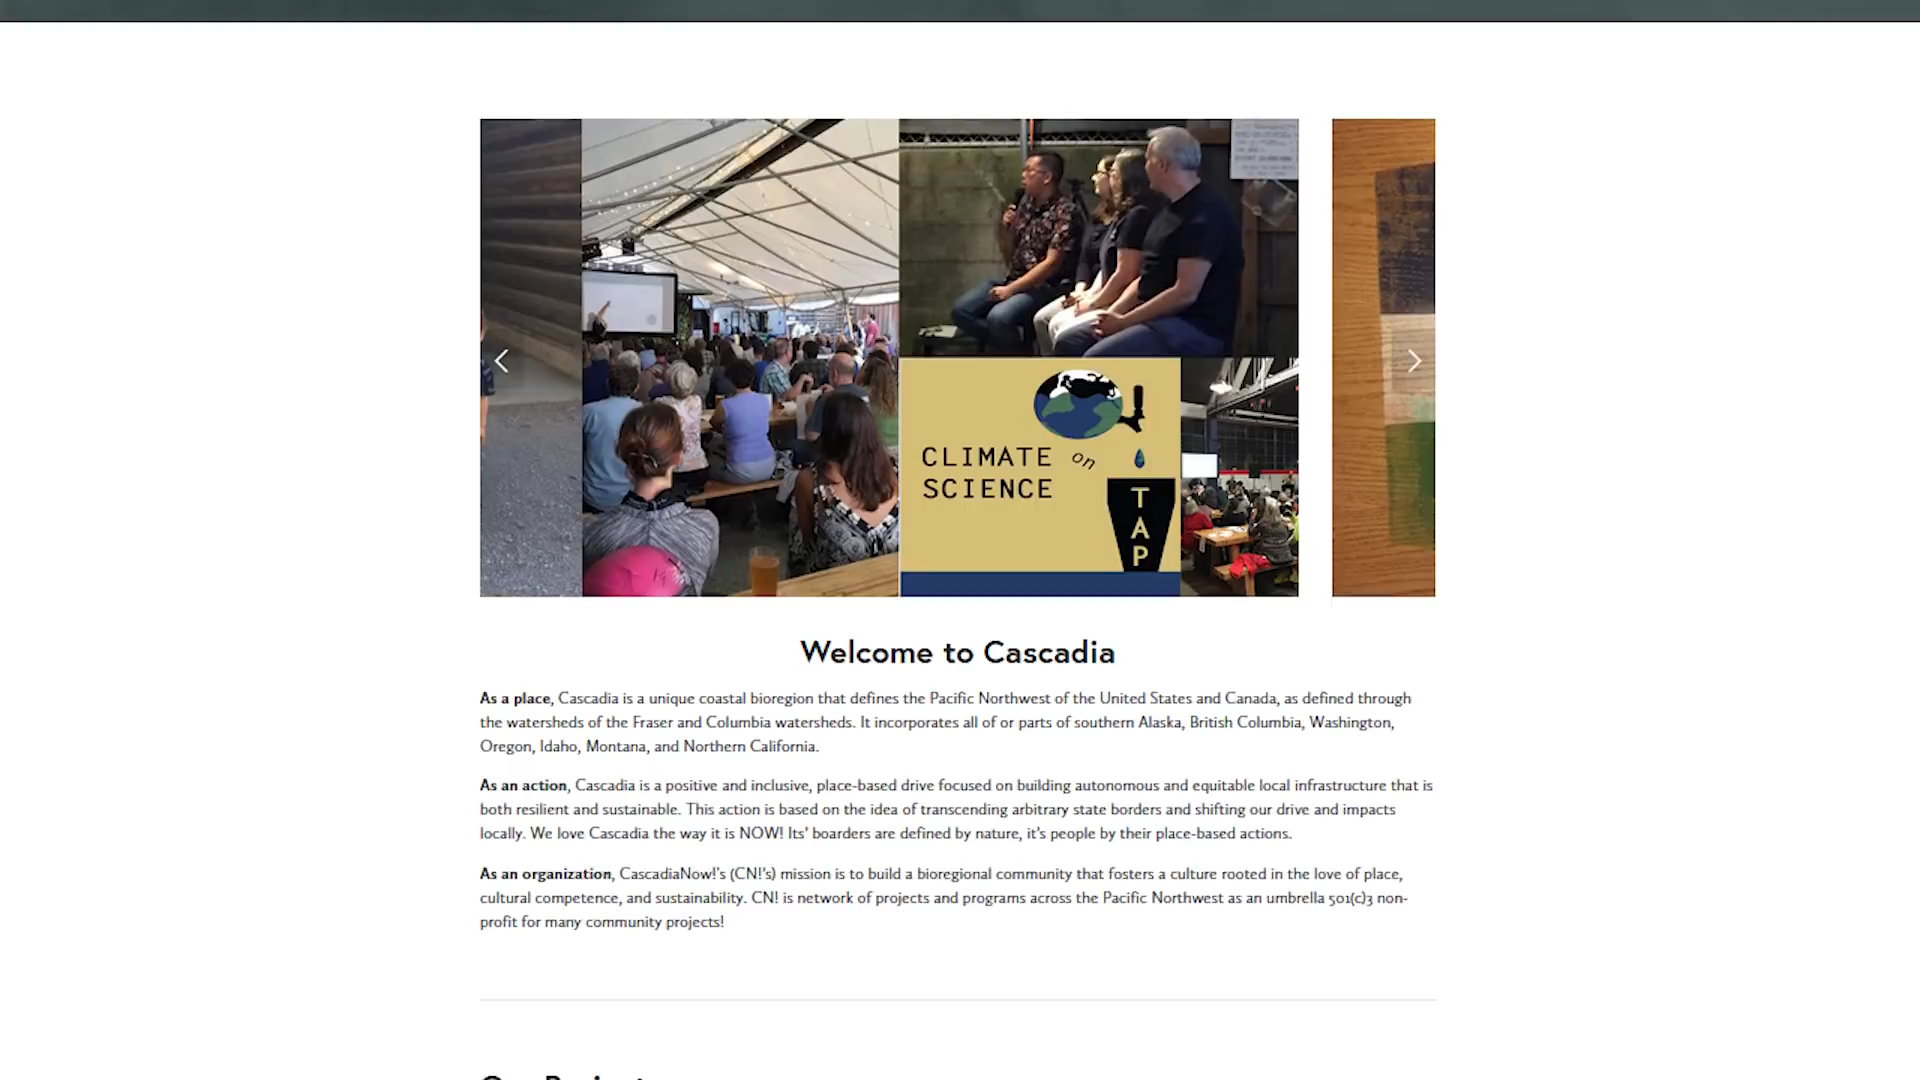 CLIMATE on
SCIENCE
TAP
Welcome to Cascadia
As a place, Cascadia is a unique coastal bioregion that defines the Pacific Northwest of the United States and Canada, as defined through
the watersheds of the Fraser and Columbia watersheds. It incorporates all of or parts of southern Alaska, British Columbia, Washington,
Oregon, Idaho, Montana, and Northern California.
As an action, Cascadia is a positive and inclusive, place-based drive focused on building autonomous and equitable local infrastructure that is
both resilient and sustainable. This action is based on the idea of transcending arbitrary state borders and shifting our drive and impacts
locally. We love Cascadia the way it is NOW! Its' boarders are defined by nature, it's people by their place-based actions.
As an organization, CascadiaNow!'s (CN!'s) mission is to build a bioregional community that fosters a culture rooted in the love of place,
cultural competence, and sustainability. CN! is network of projects and programs across the Pacific Northwest as an umbrella 501(c)3 non-
profit for many community projects!